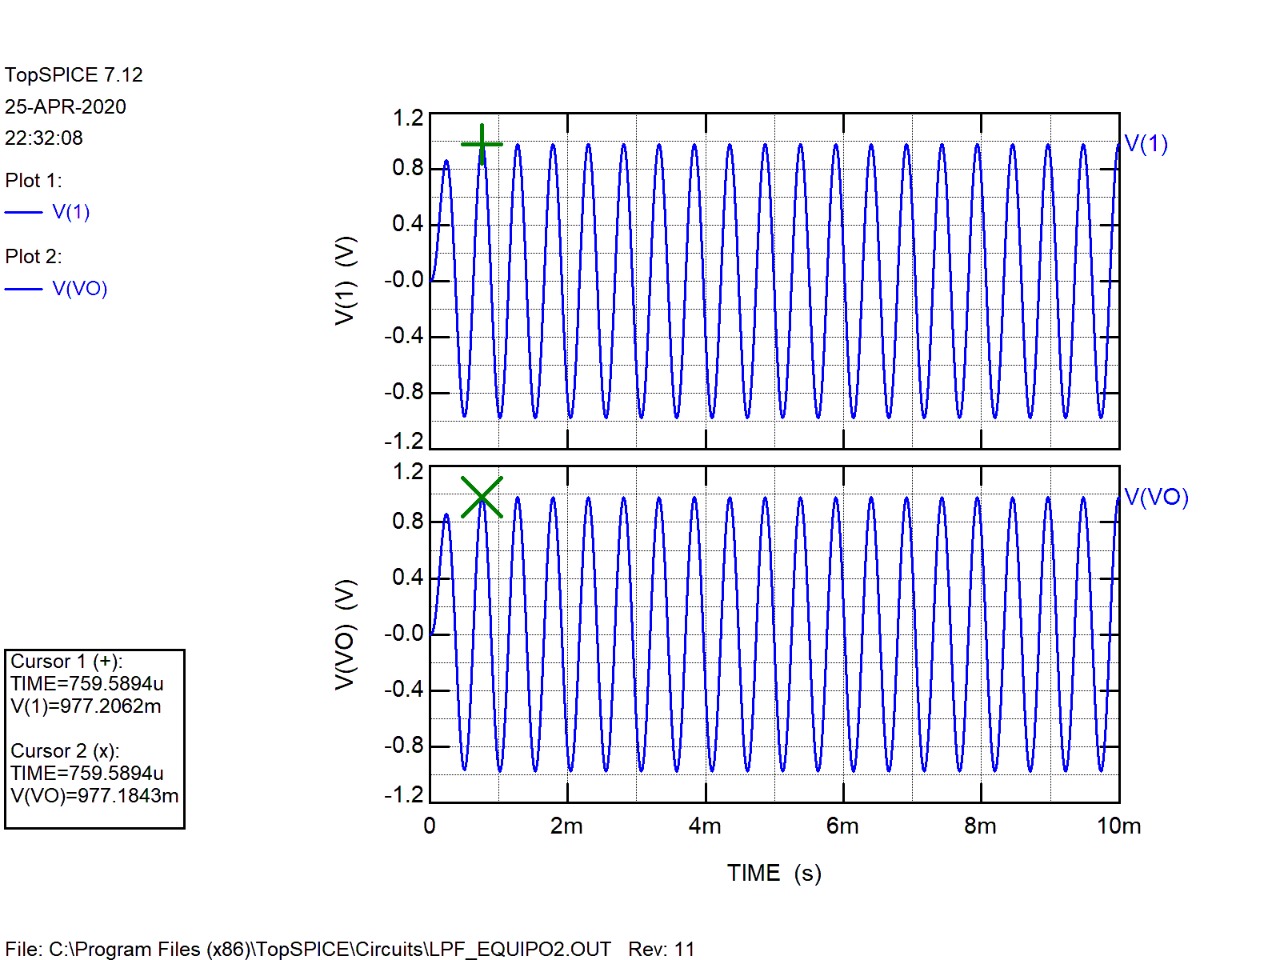 TopSPICE 7.12
25-APR-2020
22:32:08
Plot 1:
V(1)
Plot 2:
V(VO)
1.2
0.8
0.4
-0.0
-0.4
-0.8
-1.2
V(1) (V)
V(1)
1.2
0.8
0.4
-0.0
-0.4
-0.8
-1.2
V(VO) (V)
V(VO)
0 2m 4m 6m 8m 10m
TIME (s)
Cursor 1 (+):
TIME=759.5894u
V(1)=977.2062m
Cursor 2 (x):
TIME=759.5894u
V(VO)=977.1843m
File: C:\Program Files (x86)\TopSPICE\Circuits\LPF_EQUIPO2.OUT Rev: 11